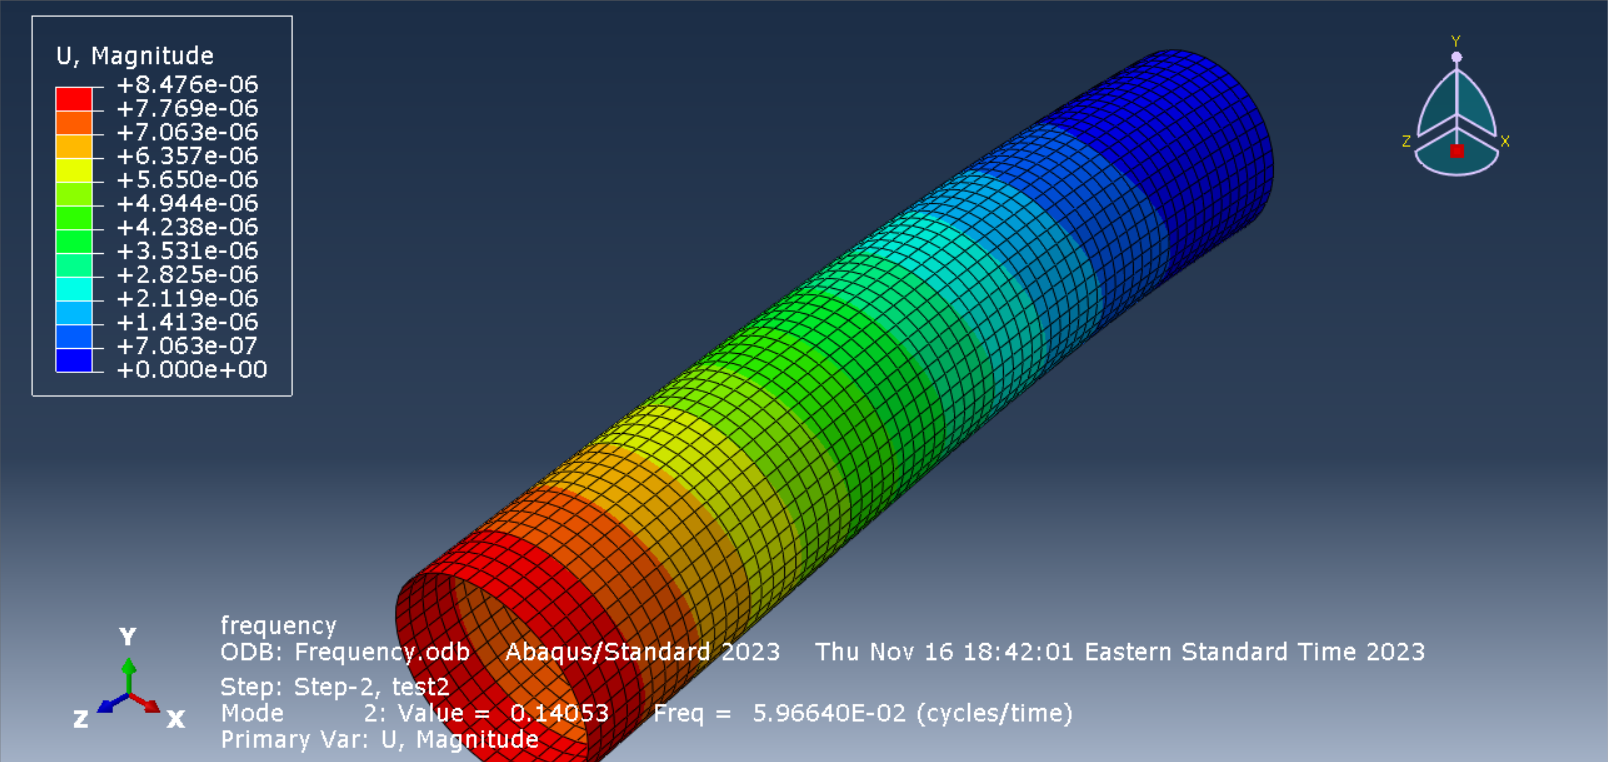 U, Magnitude
+8.476e-06
+7.769e-06
+7.063e-06
+6.357e-06
+5.650e-06
+4.944e-06
+4.238e-06
+3.531e-06
+2.825e-06
+2.119e-06
+1.413e-06
+7.063e-07
+0.000e+00
Y
Z X
Y
Z X
frequency
ODB: Frequency.odb Abaqus/Standard 2023 Thu Nov 16 18:42:01 Eastern Standard Time 2023
Step: Step-2, test2
Mode 2: Value = 0.14053 Freq = 5.96640E-02 (cycles/time)
Primary Var: U, Magnitude